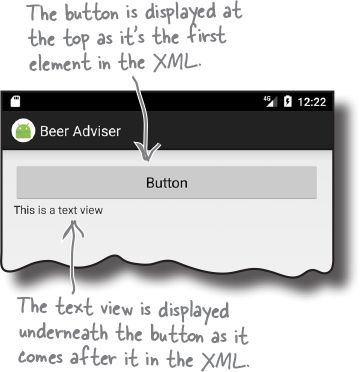 The button is displayed at
the top as it's the first
element in the XML.
4G 12:22
Beer Adviser
Button
This is a text view
The text view is displayed
underneath the button as it
comes after it in the XML.